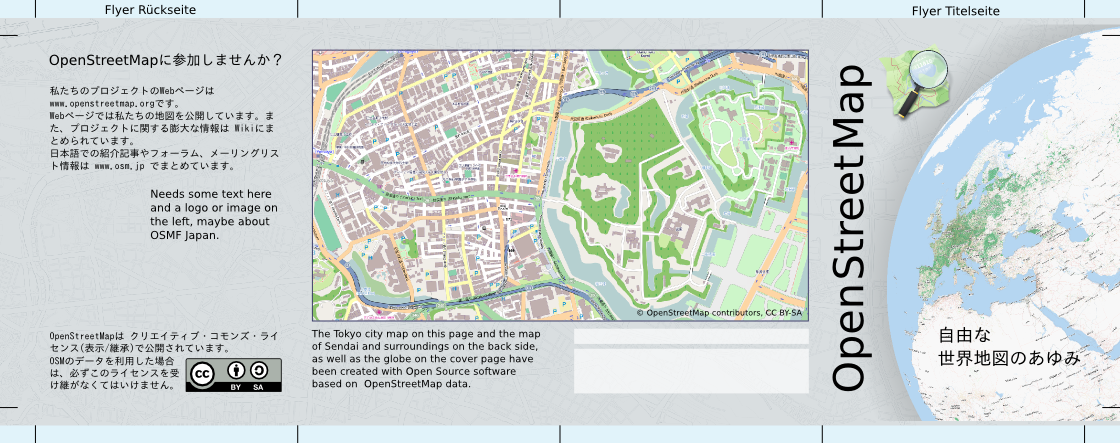 Flyer Rückseite
Flyer Titelseite
OpenStreetMapに参加しませんか？
私たちのプロジェクトのWebページは
www.openstreetmap.orgです。
Webページでは私たちの地図を公開しています。ま
た、プロジェクトに関する膨大な情報は Wikiにま
とめられています。
日本語での紹介記事やフォーラム、メーリングリス
ト情報は www.osm.jp でまとめています。
Needs some text here
and a logo or image on
the left, maybe about
OSMF Japan.
OpenStreetMapは クリエイティブ・コモンズ・ライ
センス(表示/継承)で公開されています。
OSMのデータを利用した場合
は、必ずこのライセンスを受
け継がなくてはいけません。
cc
BY SA
© OpenStreetMap contributors, CC BY-SA
The Tokyo city map on this page and the map
of Sendai and surroundings on the back side,
as well as the globe on the cover page have
been created with Open Source software
based on OpenStreetMap data.
OpenStreetMap
自由な
世界地図のあゆみ